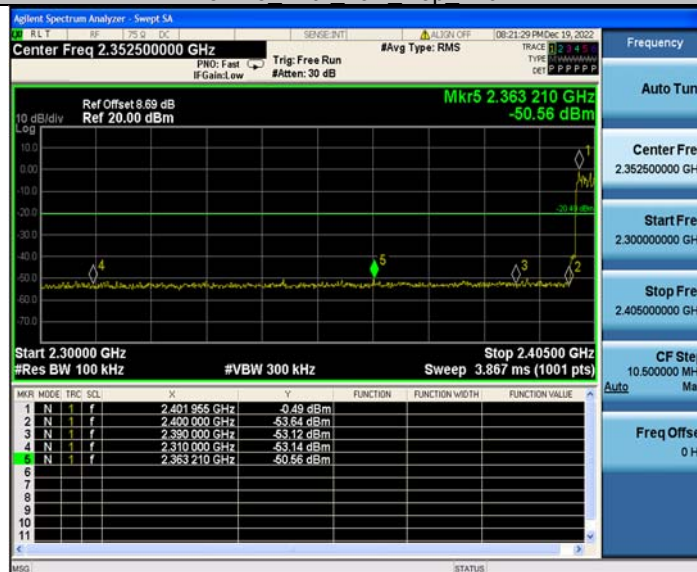 Agilent Spectrum Analyzer - Swept SA
RL T RF 75 Ω DC SENSE:INT ALIGN OFF 08:21:29 PM Dec 19, 2022
Center Freq 2.352500000 GHz
PNO: Fast
IFGain:Low
Trig: Free Run
#Atten: 30 dB
#Avg Type: RMS
TRACE 1 2 3 4 5 6
TYPE
DET P P P P P P
Frequency
Mkr5 2.363 210 GHz
-50.56 dBm
Ref Offset 8.69 dB
10 dB/div Ref 20.00 dBm
Log
10.0
0.00
-10.0
-20.0
-30.0
-40.0
-50.0
-60.0
-70.0
-20.49 dBm
1
2
3
4
5
Start 2.30000 GHz Stop 2.40500 GHz
#Res BW 100 kHz #VBW 300 kHz Sweep 3.867 ms (1001 pts)
MKR MODE TRC SCL X Y FUNCTION FUNCTION WIDTH FUNCTION VALUE
1 N 1 f 2.401 955 GHz -0.49 dBm
2 N 1 f 2.400 000 GHz -53.64 dBm
3 N 1 f 2.390 000 GHz -53.12 dBm
4 N 1 f 2.310 000 GHz -53.14 dBm
5 N 1 f 2.363 210 GHz -50.56 dBm
6
7
8
9
10
11
MSG STATUS
Auto Tun
Center Fre
2.352500000 GH
Start Fre
2.300000000 GH
Stop Fre
2.405000000 GH
CF Ste
10.500000 MH
Auto Ma
Freq Offse
0 H